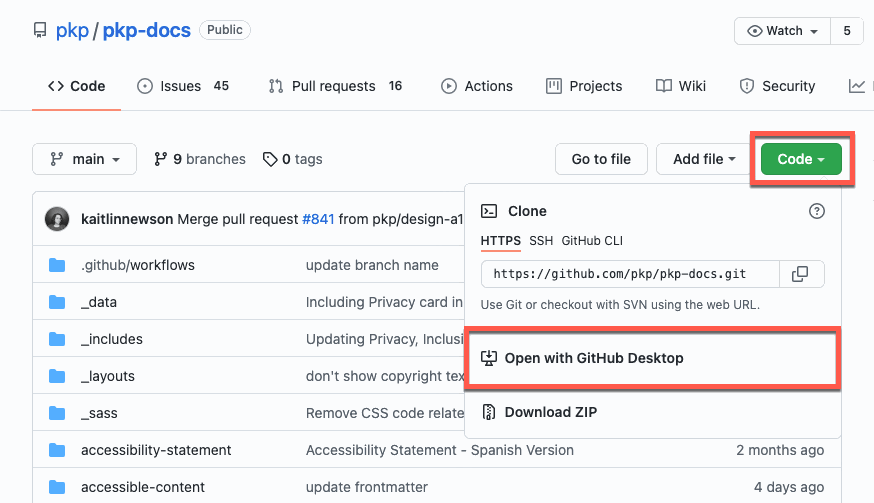 pkp / pkp-docs Public Watch 5
Code Issues 45 Pull requests 16 Actions Projects Wiki Security
main 9 branches 0 tags Go to file Add file Code
kaitlinnewson Merge pull request #841 from pkp/design-a1
Clone
HTTPS SSH GitHub CLI
.github/workflows update branch name
https://github.com/pkp/pkp-docs.git
_data Including Privacy card in
Use Git or checkout with SVN using the web URL.
_includes Updating Privacy, Inclusi
Open with GitHub Desktop
_layouts don't show copyright tex
_sass Remove CSS code relate
Download ZIP
accessibility-statement Accessibility Statement - Spanish Version 2 months ago
accessible-content update frontmatter 4 days ago